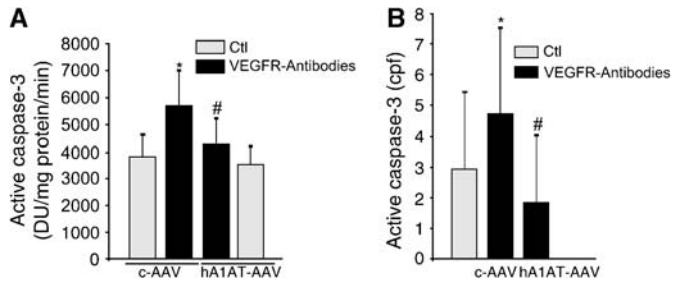 A
Active caspase-3
(DU/mg protein/min)
8000
7000
6000
5000
4000
3000
2000
1000
0
Ctl
VEGFR-Antibodies
*
#
c-AAV
hA1AT-AAV
B
Active caspase-3 (cpf)
8
7
6
5
4
3
2
1
0
Ctl
VEGFR-Antibodies
*
#
c-AAV hA1AT-AAV